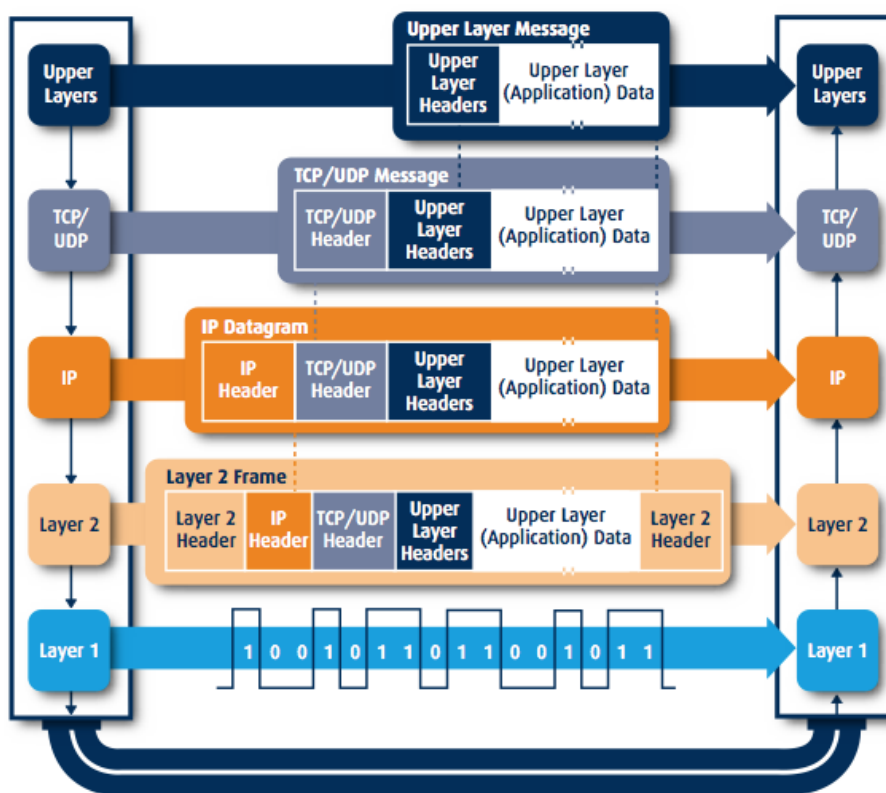 Upper Layer Message
Upper
Layers
Upper
Layer
Headers
Upper Layer
(Application) Data
Upper
Layers
TCP/UDP Message
TCP/
UDP
TCP/UDP
Header
Upper
Layer
Headers
Upper Layer
(Application) Data
TCP/
UDP
IP Datagram
IP
IP
Header
TCP/UDP
Header
Upper
Layer
Headers
Upper Layer
(Application) Data
IP
Layer 2 Frame
Layer 2
Layer 2
Header
IP
Header
TCP/UDP
Header
Upper
Layer
Headers
Upper Layer
(Application) Data
Layer 2
Header
Layer 2
Layer 1
1 0 0 1 0 1 1 0 1 1 0 0 1 0 1 1
Layer 1